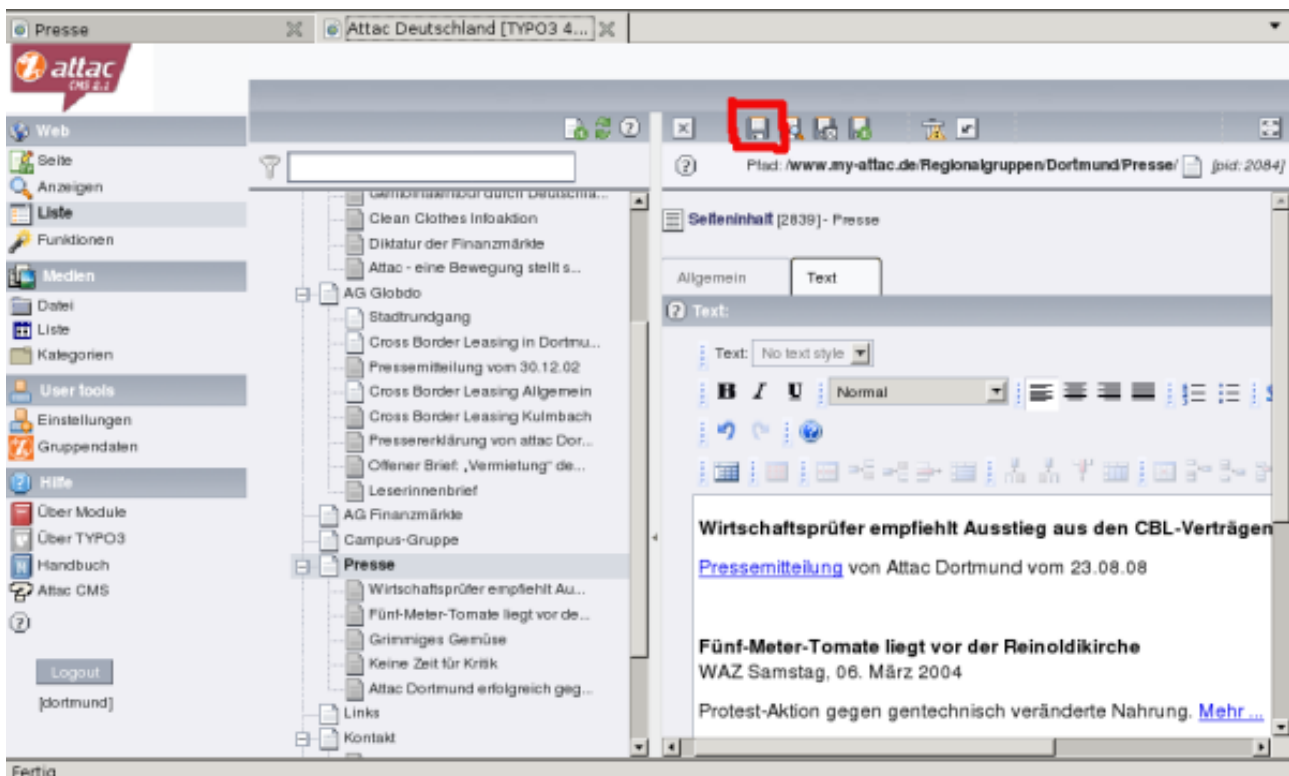 Presse
Attac Deutschland [TYPO3 4...]
attac
CMS 2.1
Web
Seite
Anzeigen
Liste
Funktionen
Medien
Datei
Liste
Kategorien
User tools
Einstellungen
Gruppendaten
Hilfe
Über Module
Über TYPO3
Handbuch
Attac CMS
Logout
[dortmund]
Clean Clothes Infoaktion
Diktatur der Finanzmärkte
Attac - eine Bewegung stellt s...
AG Globdo
Stadtrundgang
Cross Border Leasing in Dortmu...
Pressemitteilung vom 30.12.02
Cross Border Leasing Allgemein
Cross Border Leasing Kulmbach
Pressererklärung von attac Dor...
Offener Brief: „Vermietung" de...
Leserinnenbrief
AG Finanzmärkte
Campus-Gruppe
Presse
Wirtschaftsprüfer empfiehlt Au...
Fünf-Meter-Tomate liegt vor de...
Grimmiges Gemüse
Keine Zeit für Kritik
Attac Dortmund erfolgreich geg...
Links
Kontakt
Pfad: /www.my-attac.de/Regionalgruppen/Dortmund/Presse/ [pid: 2084]
Seiteninhalt [2839] - Presse
Allgemein
Text
Text:
Text: No text style
B I U Normal
Wirtschaftsprüfer empfiehlt Ausstieg aus den CBL-Verträgen
Pressemitteilung von Attac Dortmund vom 23.08.08
Fünf-Meter-Tomate liegt vor der Reinoldikirche
WAZ Samstag, 06. März 2004
Protest-Aktion gegen gentechnisch veränderte Nahrung. Mehr ...
Fertig